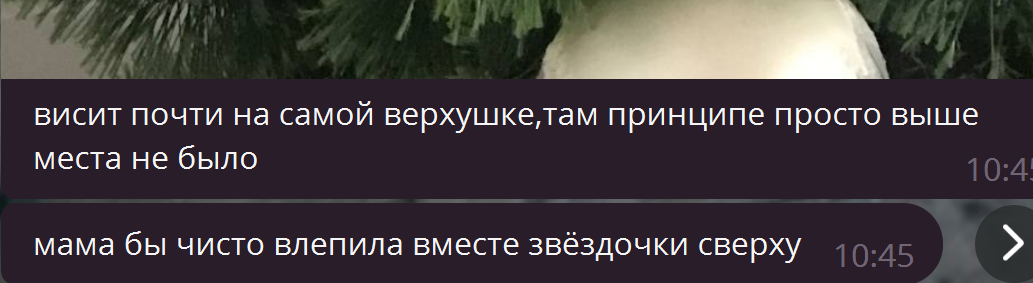 висит почти на самой верхушке,там принципе просто выше
места не было
10:45
мама бы чисто влепила вместе звёздочки сверху
10:45